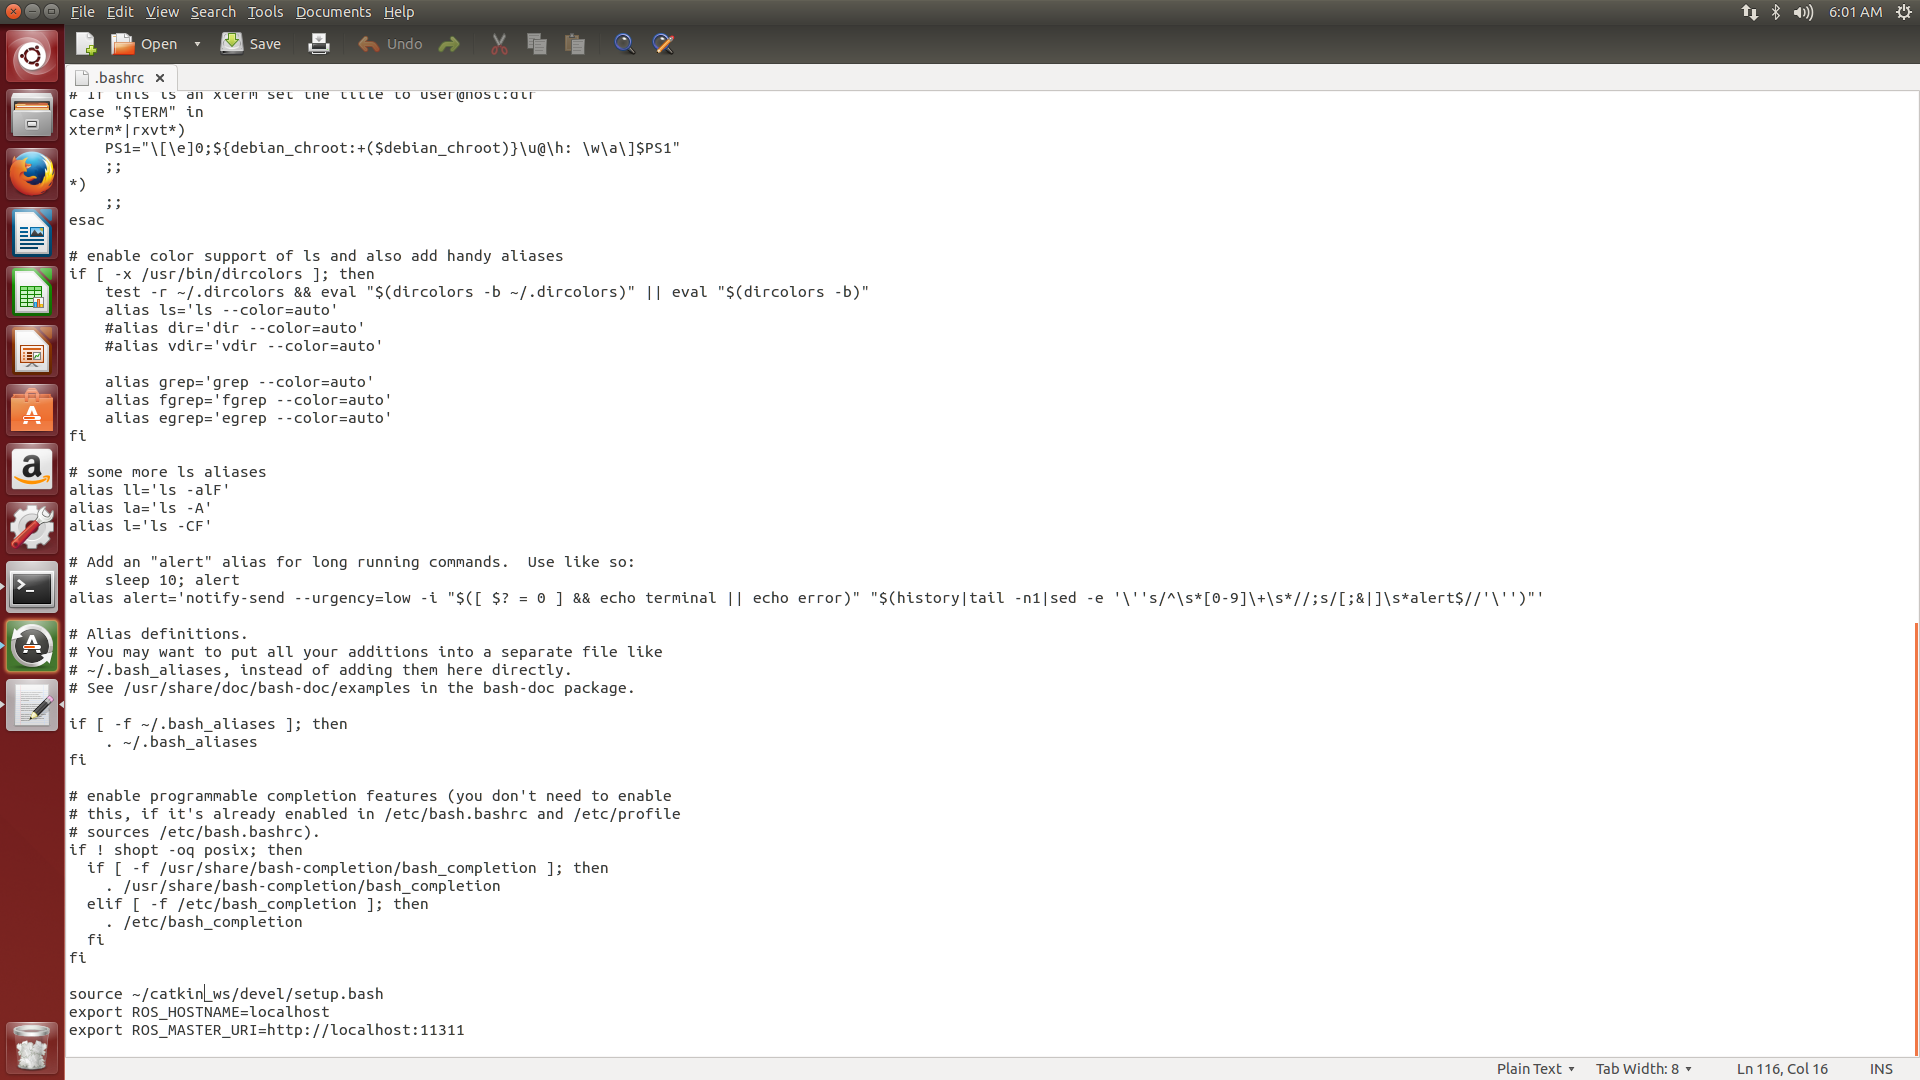 File Edit View Search Tools Documents Help 6:01 AM
Open Save Undo
.bashrc
# If this is an xterm set the title to user@host:dir
case "$TERM" in
xterm*|rxvt*)
    PS1="\[\e]0;${debian_chroot:+($debian_chroot)}\u@\h: \w\a\]$PS1"
    ;;
*)
    ;;
esac

# enable color support of ls and also add handy aliases
if [ -x /usr/bin/dircolors ]; then
    test -r ~/.dircolors && eval "$(dircolors -b ~/.dircolors)" || eval "$(dircolors -b)"
    alias ls='ls --color=auto'
    #alias dir='dir --color=auto'
    #alias vdir='vdir --color=auto'

    alias grep='grep --color=auto'
    alias fgrep='fgrep --color=auto'
    alias egrep='egrep --color=auto'
fi

# some more ls aliases
alias ll='ls -alF'
alias la='ls -A'
alias l='ls -CF'

# Add an "alert" alias for long running commands.  Use like so:
#   sleep 10; alert
alias alert='notify-send --urgency=low -i "$([ $? = 0 ] && echo terminal || echo error)" "$(history|tail -n1|sed -e '\''s/^\s*[0-9]\+\s*//;s/[;&|]\s*alert$//'\'')"'

# Alias definitions.
# You may want to put all your additions into a separate file like
# ~/.bash_aliases, instead of adding them here directly.
# See /usr/share/doc/bash-doc/examples in the bash-doc package.

if [ -f ~/.bash_aliases ]; then
    . ~/.bash_aliases
fi

# enable programmable completion features (you don't need to enable
# this, if it's already enabled in /etc/bash.bashrc and /etc/profile
# sources /etc/bash.bashrc).
if ! shopt -oq posix; then
  if [ -f /usr/share/bash-completion/bash_completion ]; then
    . /usr/share/bash-completion/bash_completion
  elif [ -f /etc/bash_completion ]; then
    . /etc/bash_completion
  fi
fi

source ~/catkin_ws/devel/setup.bash
export ROS_HOSTNAME=localhost
export ROS_MASTER_URI=http://localhost:11311
Plain Text Tab Width: 8 Ln 116, Col 16 INS